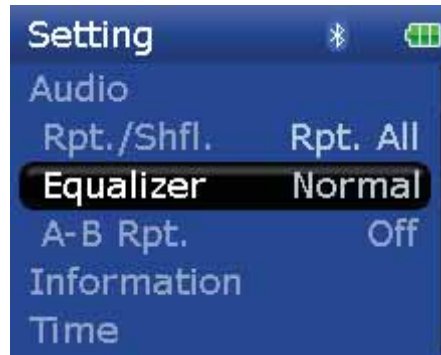 Setting
Audio
Rpt./Shfl. Rpt. All
Equalizer Normal
A-B Rpt. Off
Information
Time